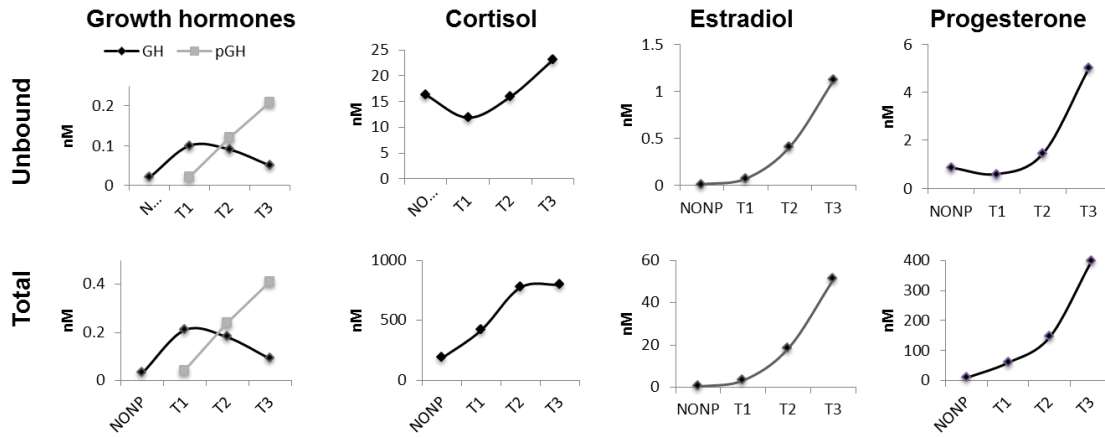 Growth hormones
Cortisol
Estradiol
Progesterone
GH
pGH
Unbound
nM
0.2
0.1
0
N...
T1
T2
T3
nM
25
20
15
10
5
0
NO...
T1
T2
T3
nM
1.5
1
0.5
0
NONP
T1
T2
T3
nM
6
4
2
0
NONP
T1
T2
T3
Total
nM
0.4
0.2
0
NONP
T1
T2
T3
nM
1000
500
0
NONP
T1
T2
T3
nM
60
40
20
0
NONP
T1
T2
T3
nM
400
300
200
100
0
NONP
T1
T2
T3